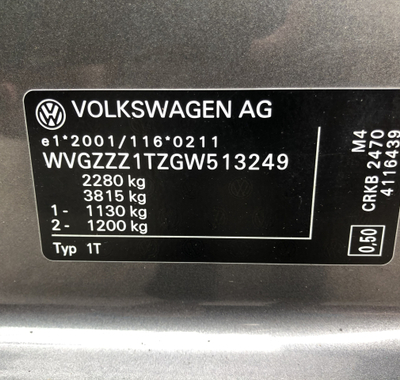 VOLKSWAGEN AG
e1*2001/116*0211
WVGZZZ1TZGW513249
2280 kg
3815 kg
1- 1130 kg
2- 1200 kg
Typ 1T
M4
CRKB 2470
4116439
0,50